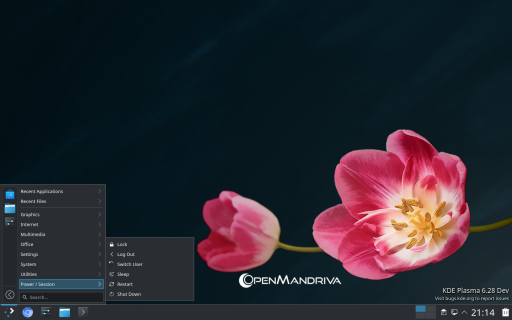 Recent Applications
Recent Files
Graphics
Internet
Multimedia
Office
Settings
System
Utilities
Power / Session
Search...
Lock
Log Out
Switch User
Sleep
Restart
Shut Down
OpenMandriva
KDE Plasma 6.28 Dev
Visit bugs.kde.org to report issues
21:14